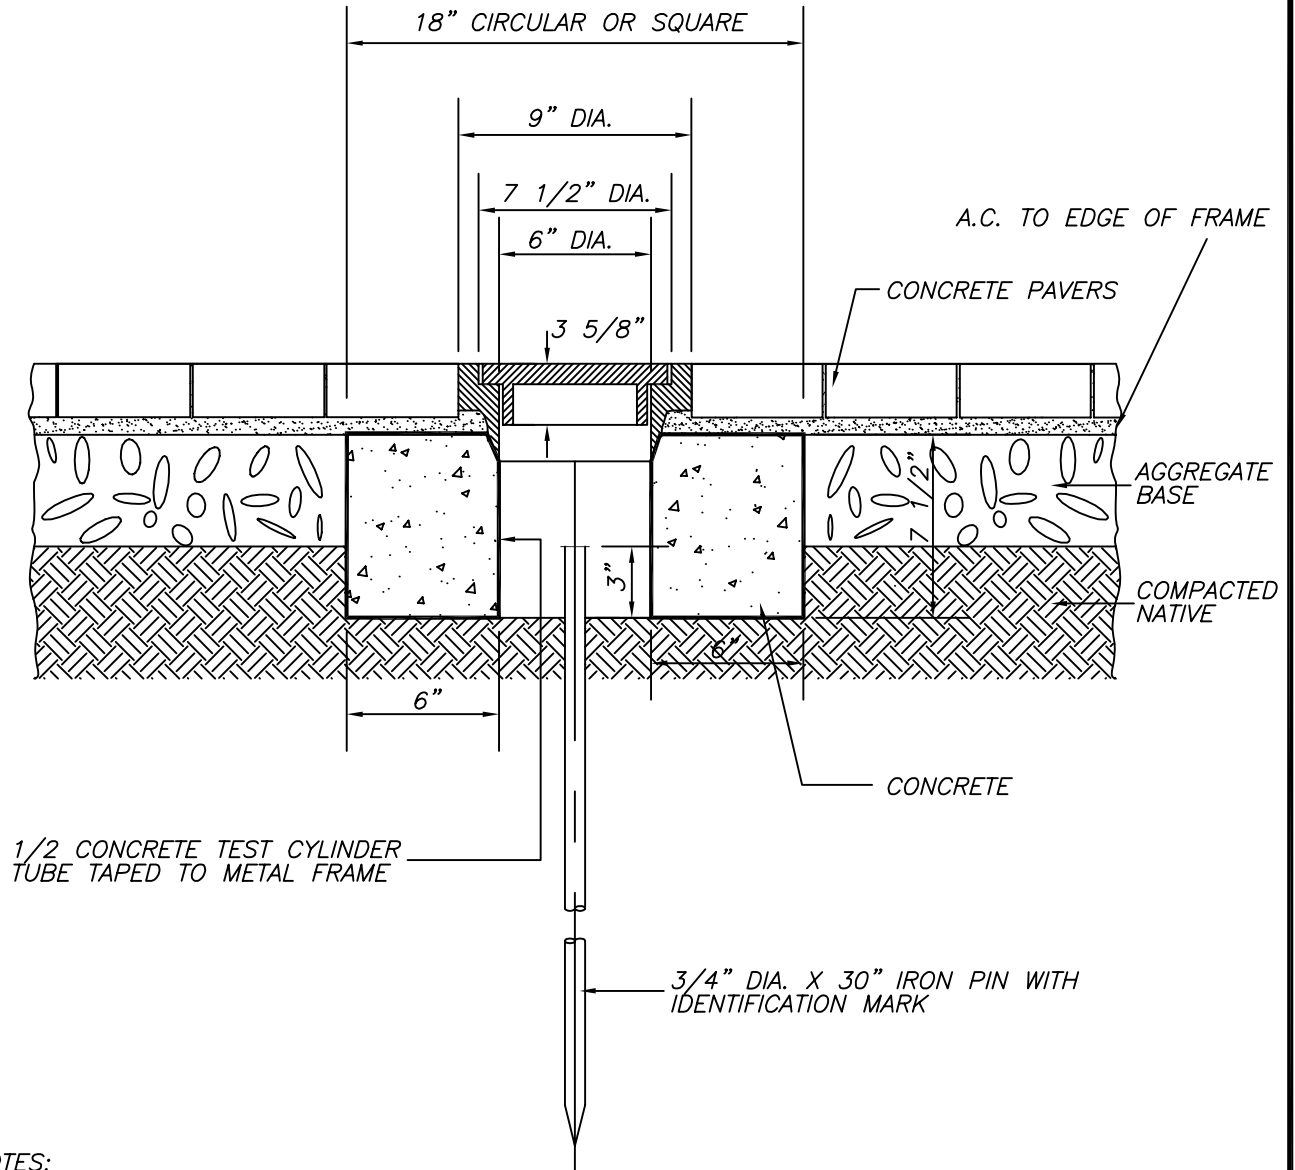 18” CIRCULAR OR SQUARE
9” DIA.
7 1/2” DIA.
6” DIA.
A.C. TO EDGE OF FRAME
CONCRETE PAVERS
3 5/8”
AGGREGATE
BASE
7 1/2”
3”
COMPACTED
NATIVE
6”
6”
CONCRETE
1/2 CONCRETE TEST CYLINDER
TUBE TAPED TO METAL FRAME
3/4” DIA. X 30” IRON PIN WITH
IDENTIFICATION MARK
OTES: